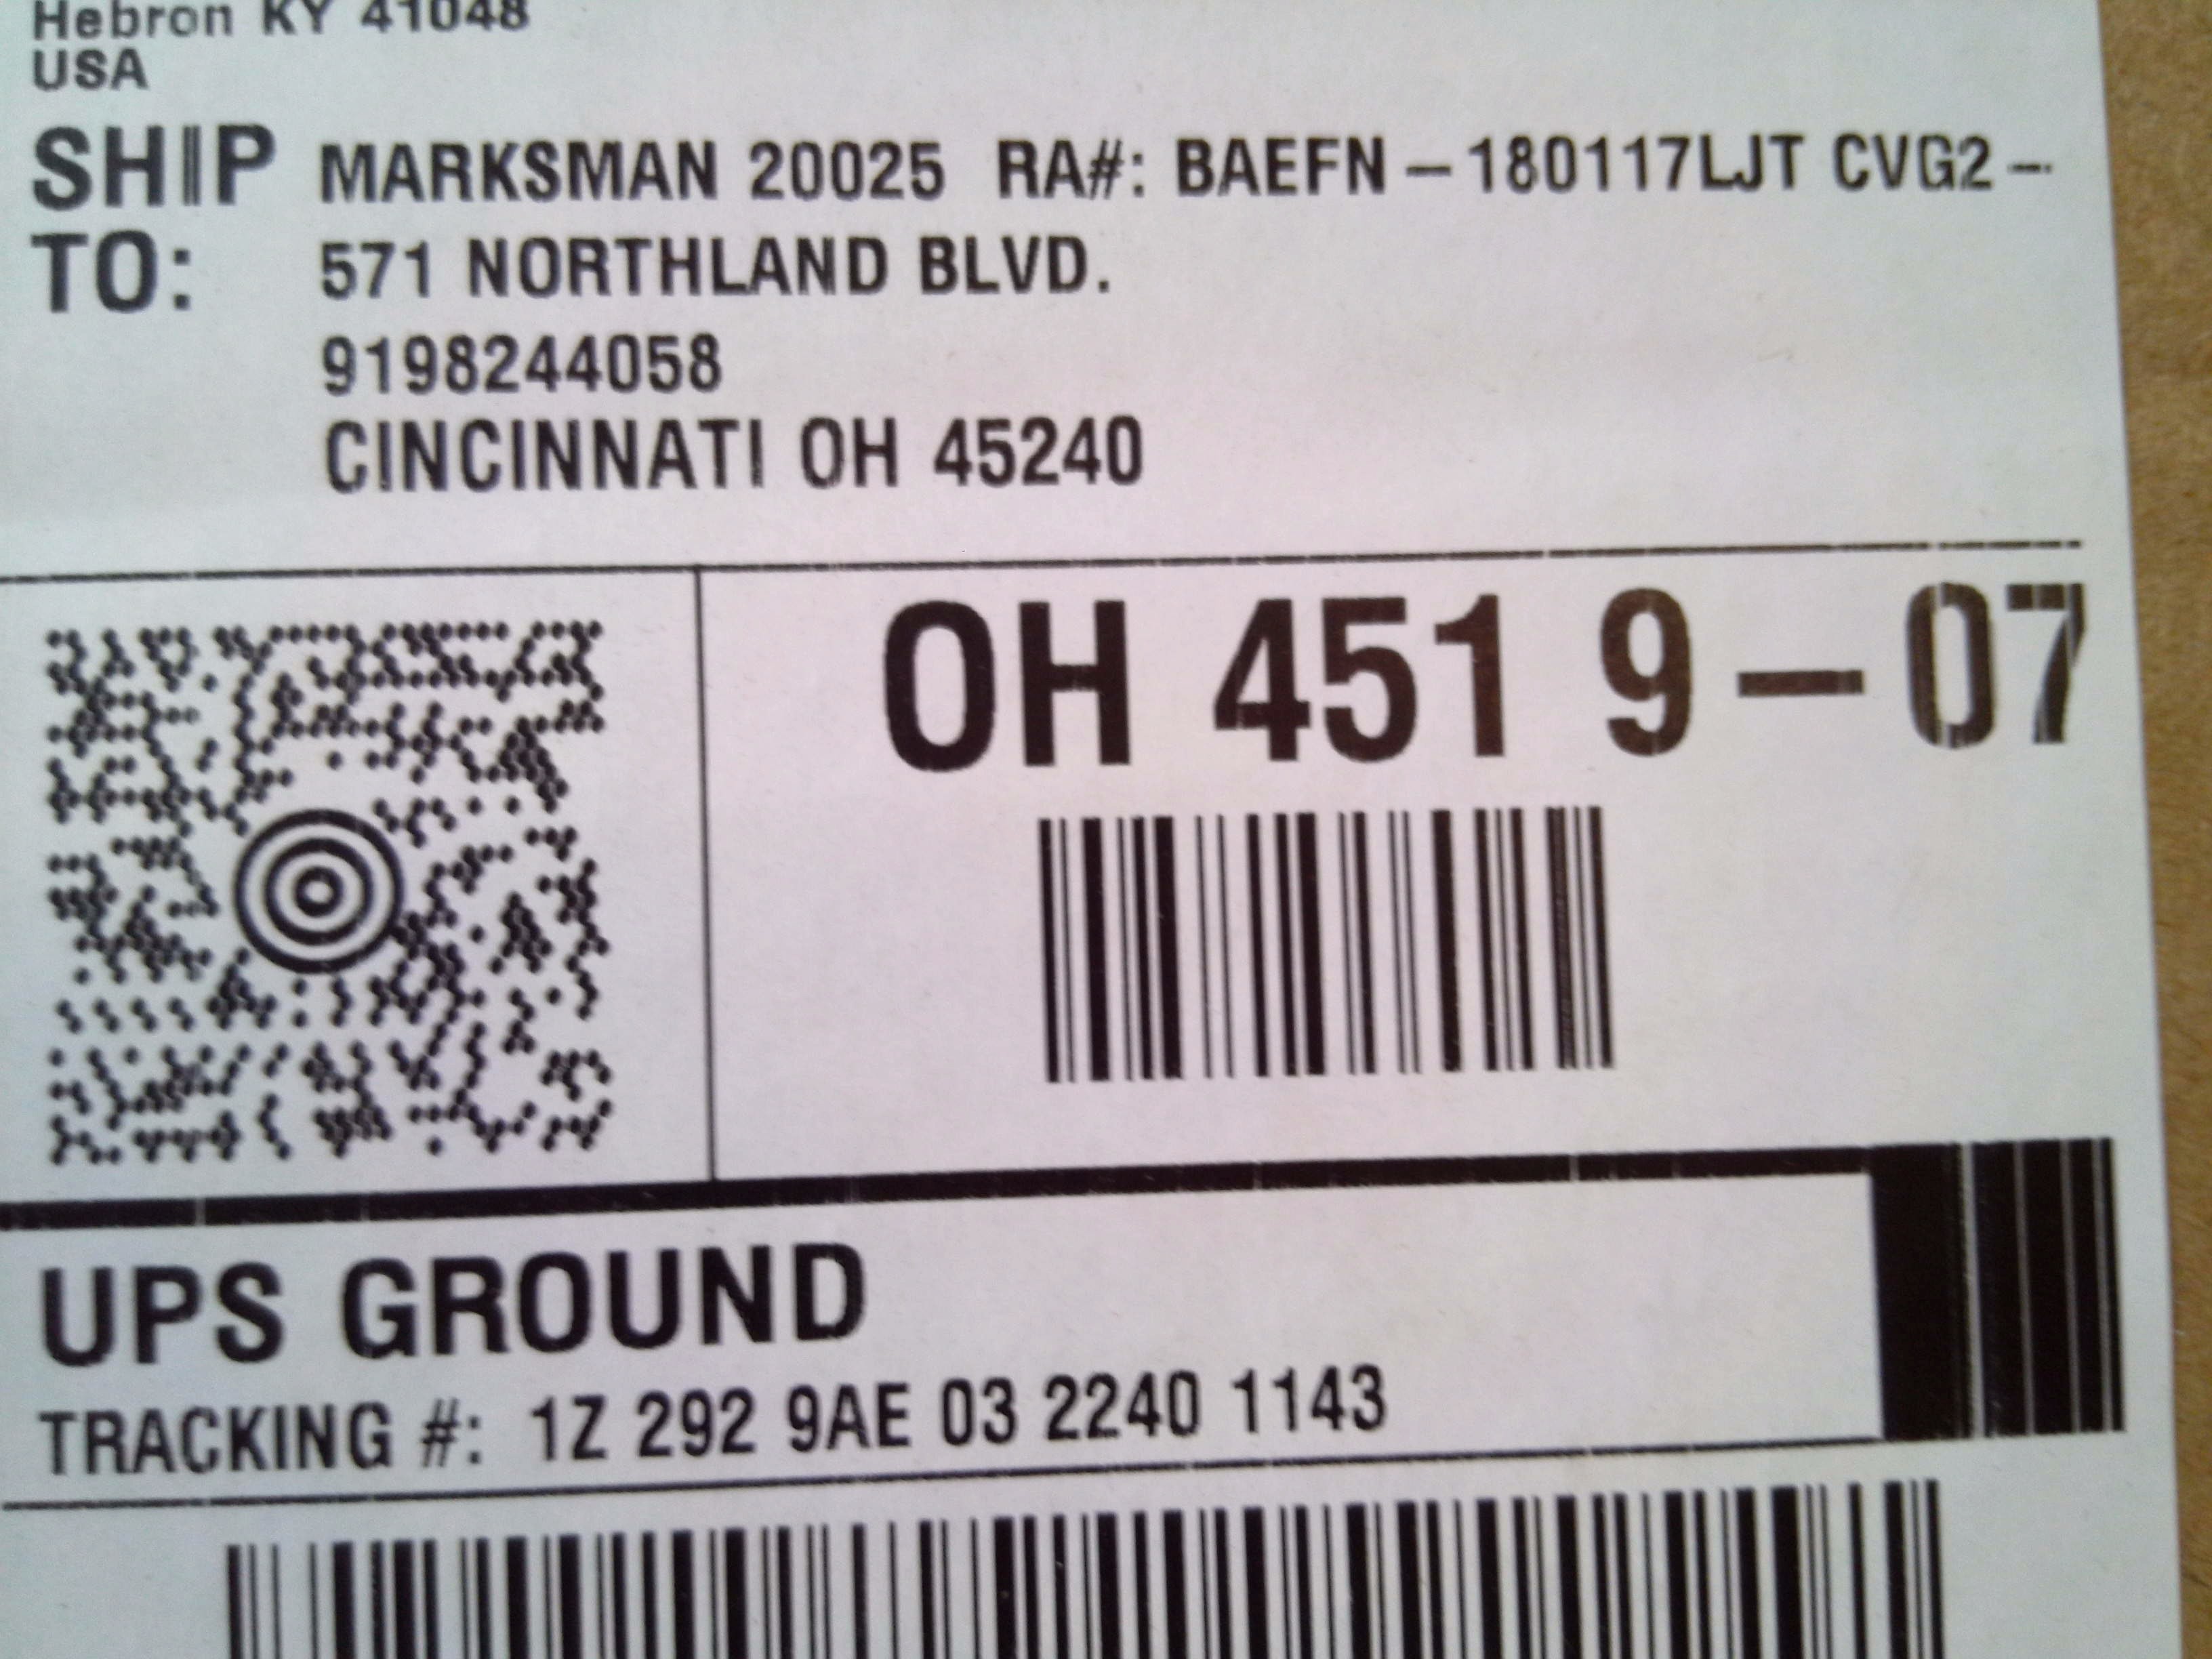 Hebron KY 41048
USA
SHIP TO: MARKSMAN 20025 RA#: BAEFN-180117LJT CVG2-
571 NORTHLAND BLVD.
9198244058
CINCINNATI OH 45240
OH 451 9-07
UPS GROUND
TRACKING #: 1Z 292 9AE 03 2240 1143